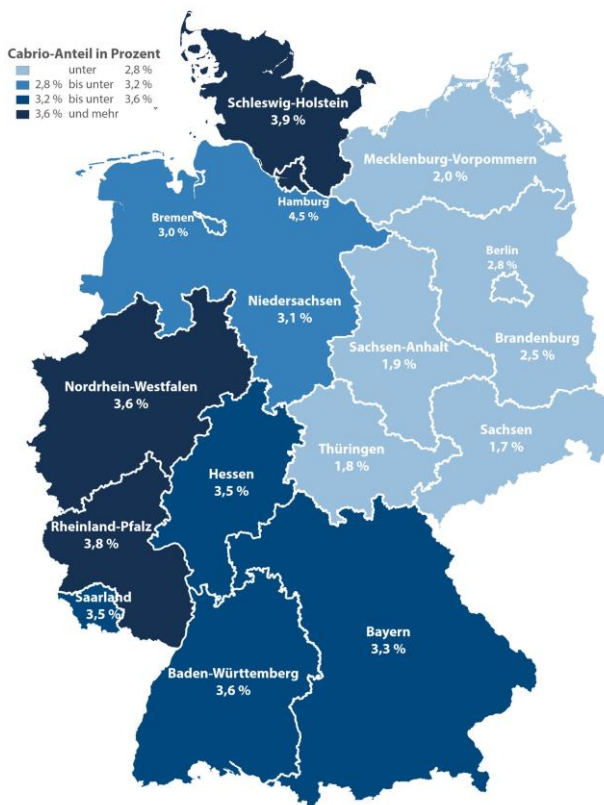 Cabrio-Anteil in Prozent
unter 2,8 %
2,8 % bis unter 3,2 %
3,2 % bis unter 3,6 %
3,6 % und mehr
Schleswig-Holstein
3,9 %
Mecklenburg-Vorpommern
2,0 %
Hamburg
4,5 %
Bremen
3,0 %
Berlin
2,8 %
Niedersachsen
3,1 %
Brandenburg
2,5 %
Sachsen-Anhalt
1,9 %
Nordrhein-Westfalen
3,6 %
Sachsen
1,7 %
Thüringen
1,8 %
Hessen
3,5 %
Rheinland-Pfalz
3,8 %
Saarland
3,5 %
Bayern
3,3 %
Baden-Württemberg
3,6 %